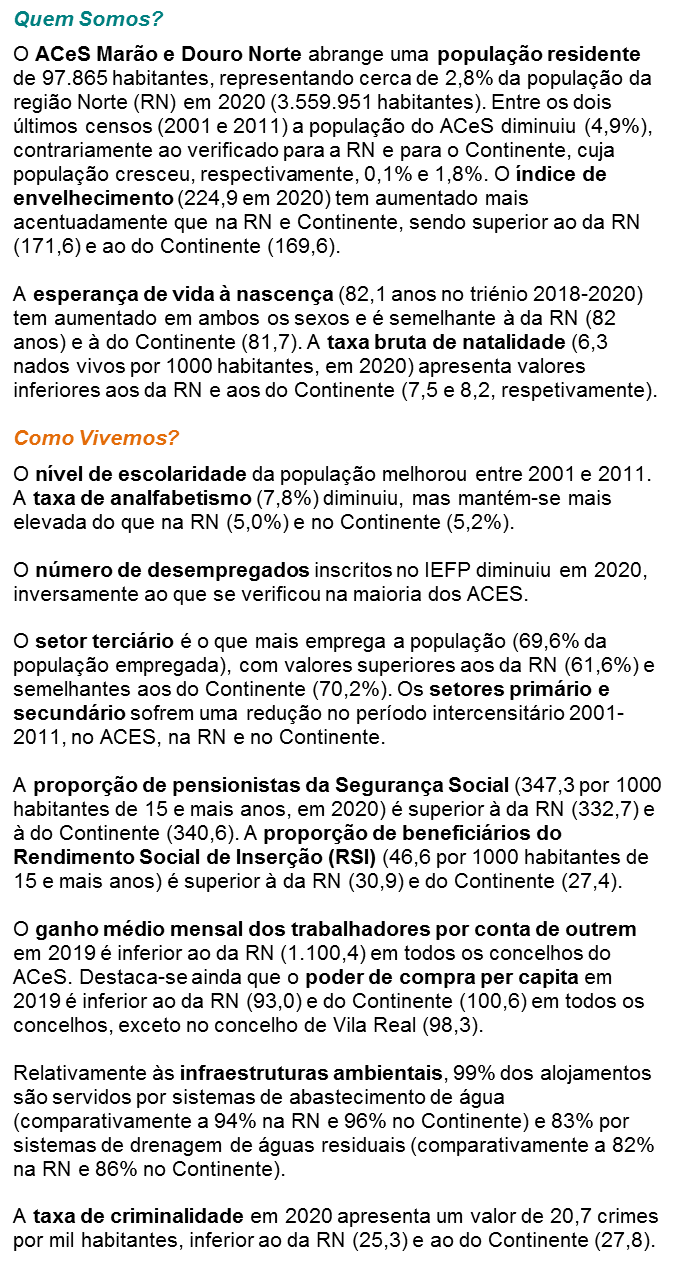 Quem Somos?
O ACeS Marão e Douro Norte abrange uma população residente
de 97.865 habitantes, representando cerca de 2,8% da população da
região Norte (RN) em 2020 (3.559.951 habitantes). Entre os dois
últimos censos (2001 e 2011) a população do ACeS diminuiu (4,9%),
contrariamente ao verificado para a RN e para o Continente, cuja
população cresceu, respectivamente, 0,1% e 1,8%. O índice de
envelhecimento (224,9 em 2020) tem aumentado mais
acentuadamente que na RN e Continente, sendo superior ao da RN
(171,6) e ao do Continente (169,6).
A esperança de vida à nascença (82,1 anos no triénio 2018-2020)
tem aumentado em ambos os sexos e é semelhante à da RN (82
anos) e à do Continente (81,7). A taxa bruta de natalidade (6,3
nados vivos por 1000 habitantes, em 2020) apresenta valores
inferiores aos da RN e aos do Continente (7,5 e 8,2, respetivamente).
Como Vivemos?
O nível de escolaridade da população melhorou entre 2001 e 2011.
A taxa de analfabetismo (7,8%) diminuiu, mas mantém-se mais
elevada do que na RN (5,0%) e no Continente (5,2%).
O número de desempregados inscritos no IEFP diminuiu em 2020,
inversamente ao que se verificou na maioria dos ACES.
O setor terciário é o que mais emprega a população (69,6% da
população empregada), com valores superiores aos da RN (61,6%) e
semelhantes aos do Continente (70,2%). Os setores primário e
secundário sofrem uma redução no período intercensitário 2001-
2011, no ACES, na RN e no Continente.
A proporção de pensionistas da Segurança Social (347,3 por 1000
habitantes de 15 e mais anos, em 2020) é superior à da RN (332,7) e
à do Continente (340,6). A proporção de beneficiários do
Rendimento Social de Inserção (RSI) (46,6 por 1000 habitantes de
15 e mais anos) é superior à da RN (30,9) e do Continente (27,4).
O ganho médio mensal dos trabalhadores por conta de outrem
em 2019 é inferior ao da RN (1.100,4) em todos os concelhos do
ACeS. Destaca-se ainda que o poder de compra per capita em
2019 é inferior ao da RN (93,0) e do Continente (100,6) em todos os
concelhos, exceto no concelho de Vila Real (98,3).
Relativamente às infraestruturas ambientais, 99% dos alojamentos
são servidos por sistemas de abastecimento de água
(comparativamente a 94% na RN e 96% no Continente) e 83% por
sistemas de drenagem de águas residuais (comparativamente a 82%
na RN e 86% no Continente).
A taxa de criminalidade em 2020 apresenta um valor de 20,7 crimes
por mil habitantes, inferior ao da RN (25,3) e ao do Continente (27,8).